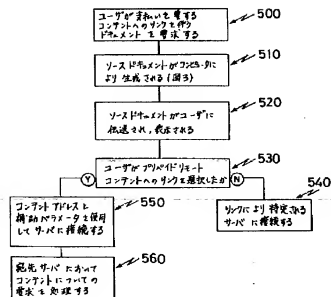 ユーザが支払いを要する
コンテントへのリンクを伴う
ドキュメントを要求する
500
ソースドキュメントがコンピュータに
より生成される(図3)
510
ソースドキュメントがユーザに
伝送され,表示される
520
ユーザがプリペイドリモート
コンテントへのリンクを選択したか
530
Y
N
540
コンテントアドレスと
補助パラメータを使用
してサーバに接続する
550
リンクにより特定される
サーバに接続する
560
宛先サーバにおいて
コンテントについての
要求を処理する